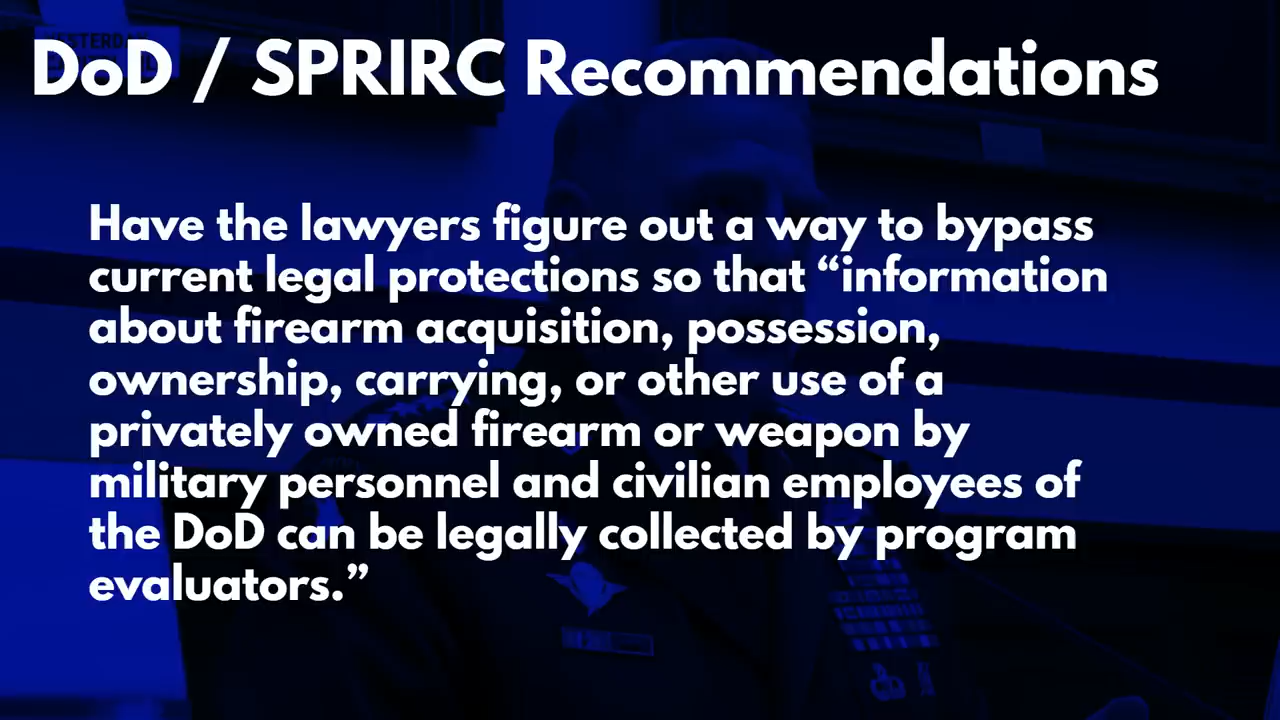 YESTERDAY
DoD / SPRIRC Recommendations
Have the lawyers figure out a way to bypass
current legal protections so that “information
about firearm acquisition, possession,
ownership, carrying, or other use of a
privately owned firearm or weapon by
military personnel and civilian employees of
the DoD can be legally collected by program
evaluators.”